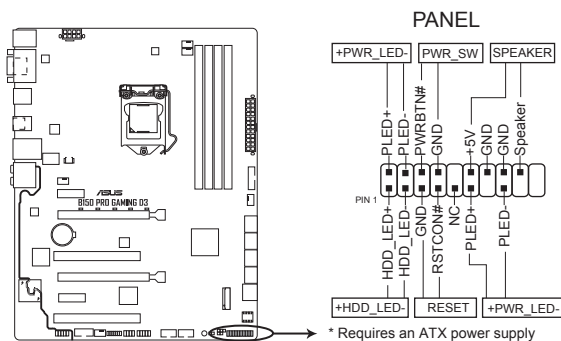 PANEL
+PWR_LED-
PWR_SW
SPEAKER
PLED+
PLED-
PWRBTN#
GND
+5V
GND
GND
Speaker
PIN 1
HDD_LED+
HDD_LED-
GND
RSTCON#
NC
PLED+
PLED-
+HDD_LED-
RESET
+PWR_LED-
* Requires an ATX power supply
ASUS
B150 PRO GAMING D3